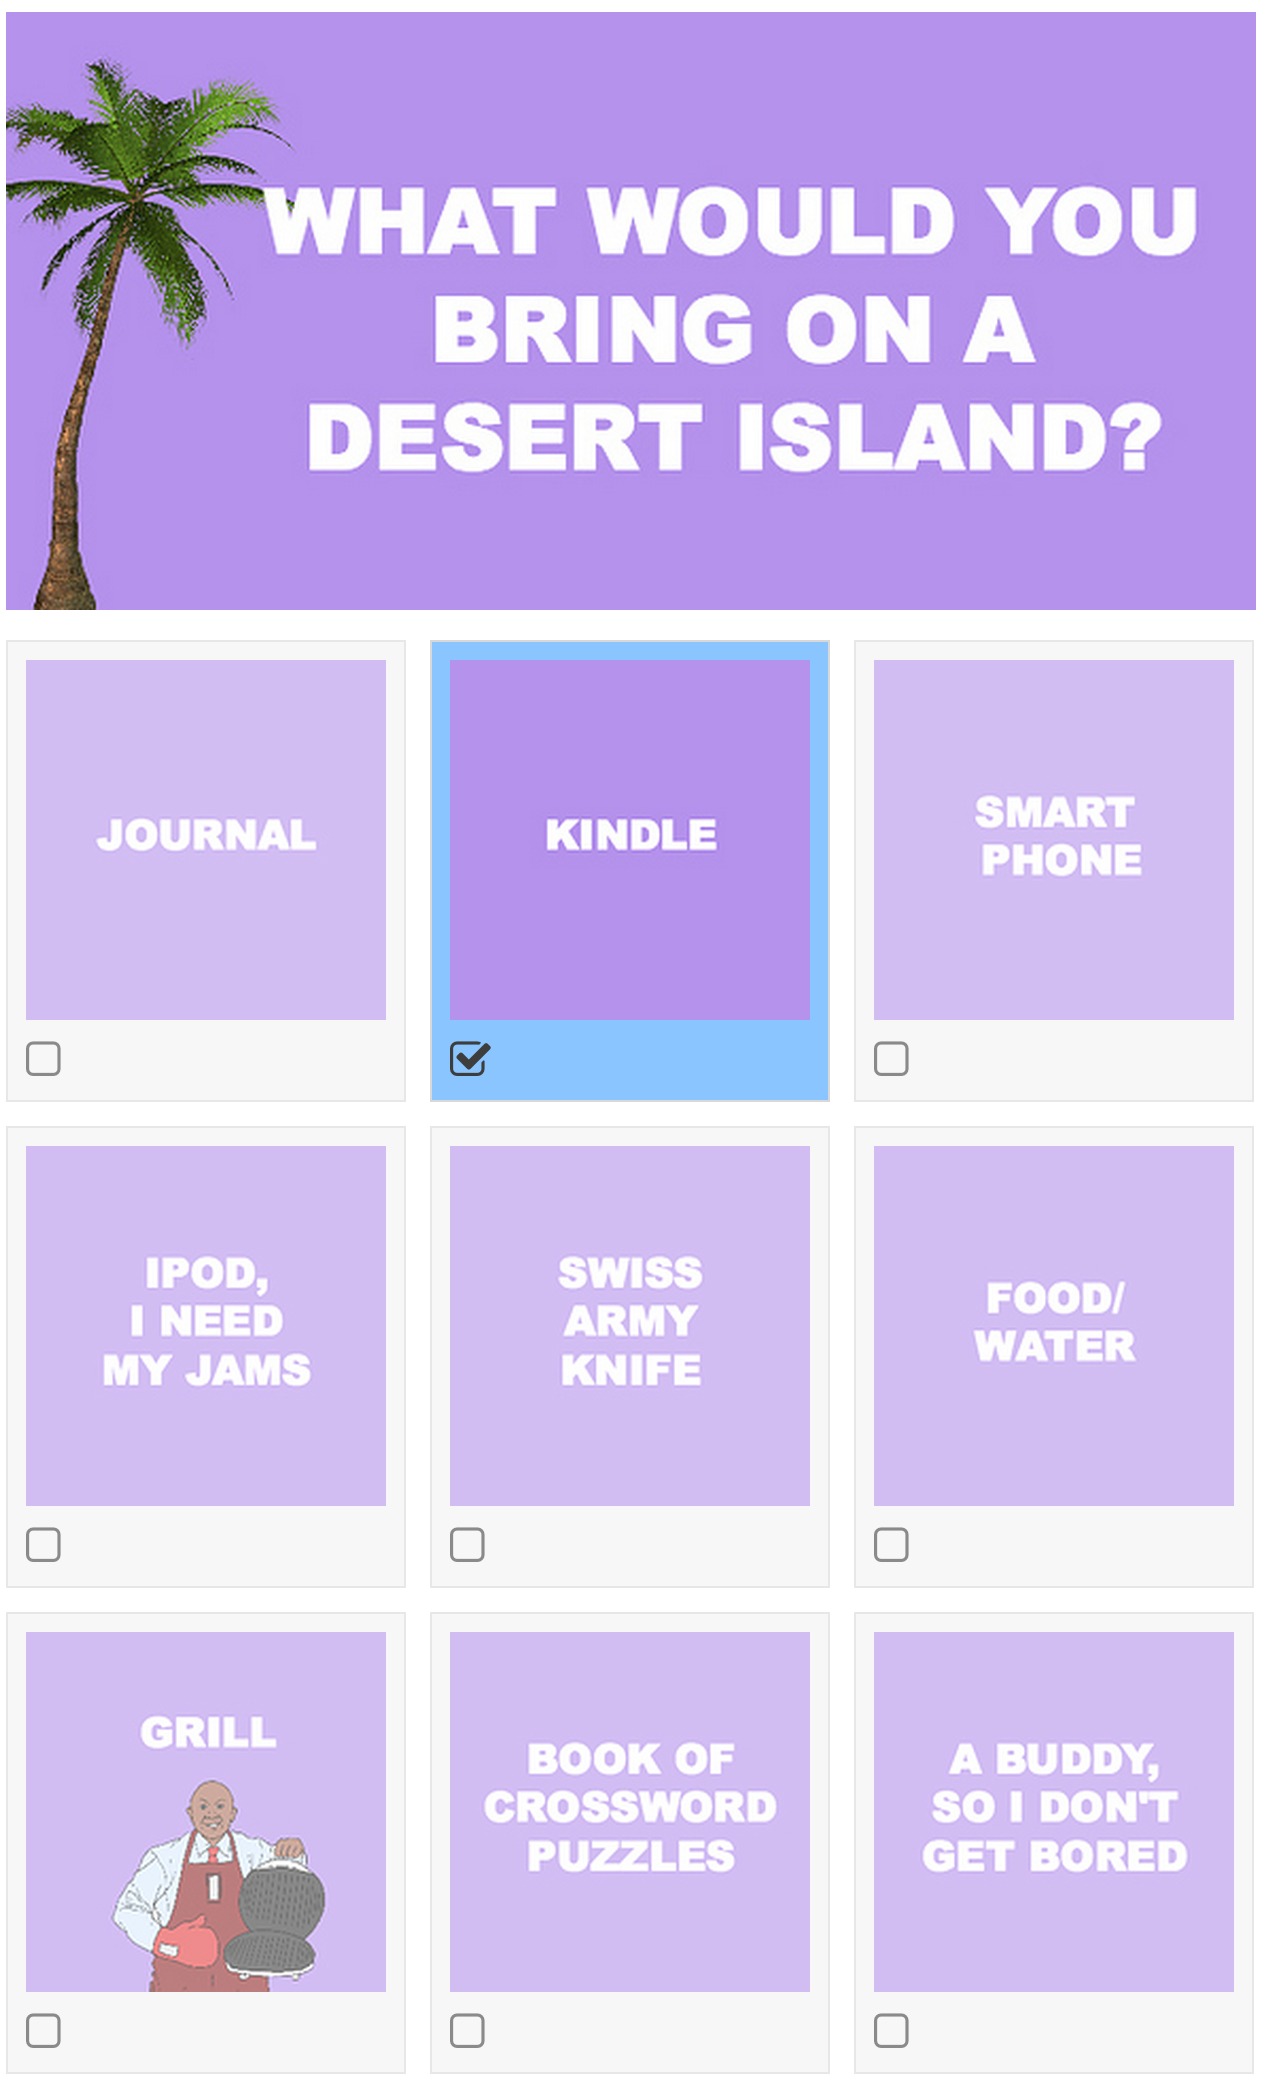 WHAT WOULD YOU
BRING ON A
DESERT ISLAND?
JOURNAL
KINDLE
SMART
PHONE
IPOD,
I NEED
MY JAMS
SWISS
ARMY
KNIFE
FOOD/
WATER
GRILL
BOOK OF
CROSSWORD
PUZZLES
A BUDDY,
SO I DON'T
GET BORED